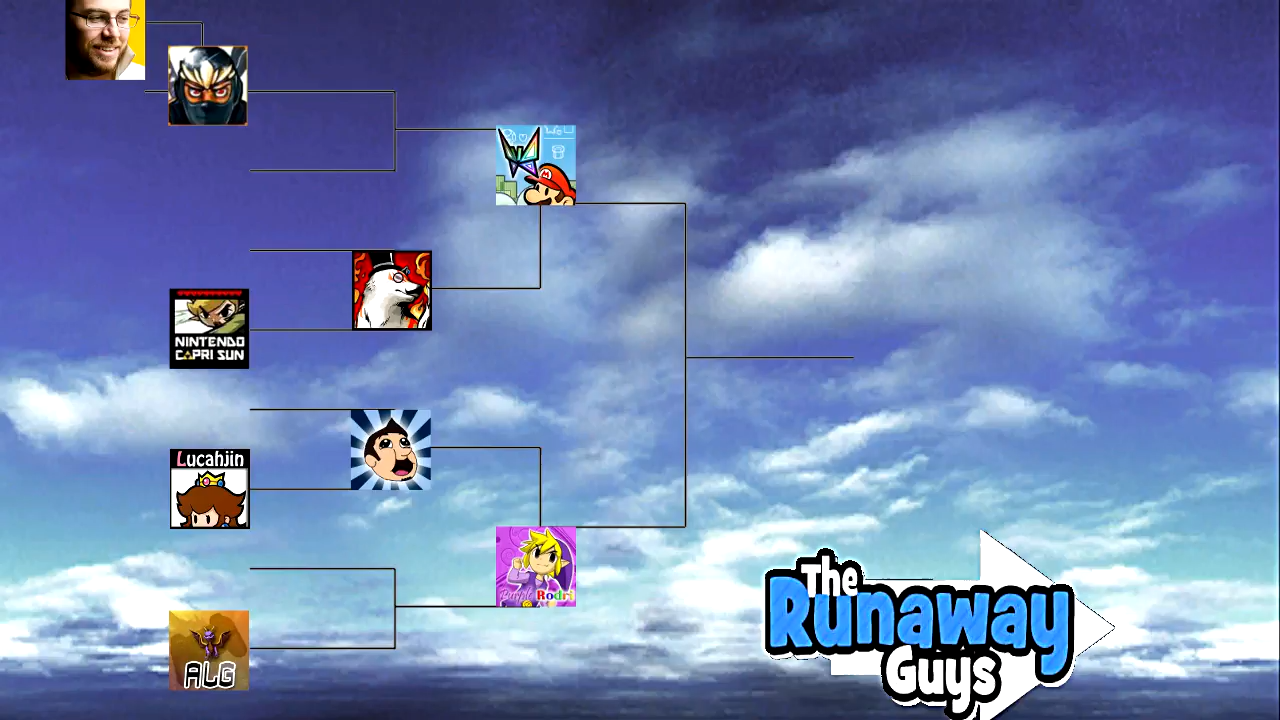 M
NINTENDO
CAPRI SUN
Lucahjin
Purple Rodri
ALG
The
Runaway
Guys